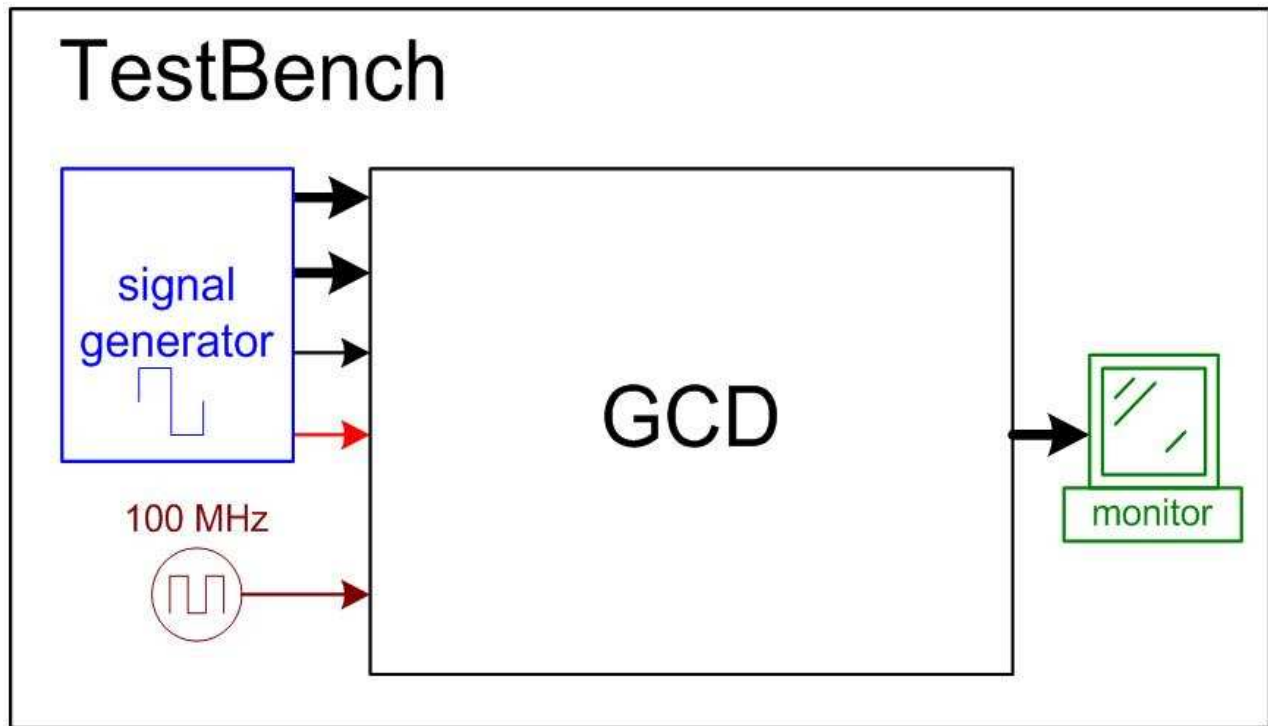 TestBench
signal
generator
100 MHz
GCD
monitor